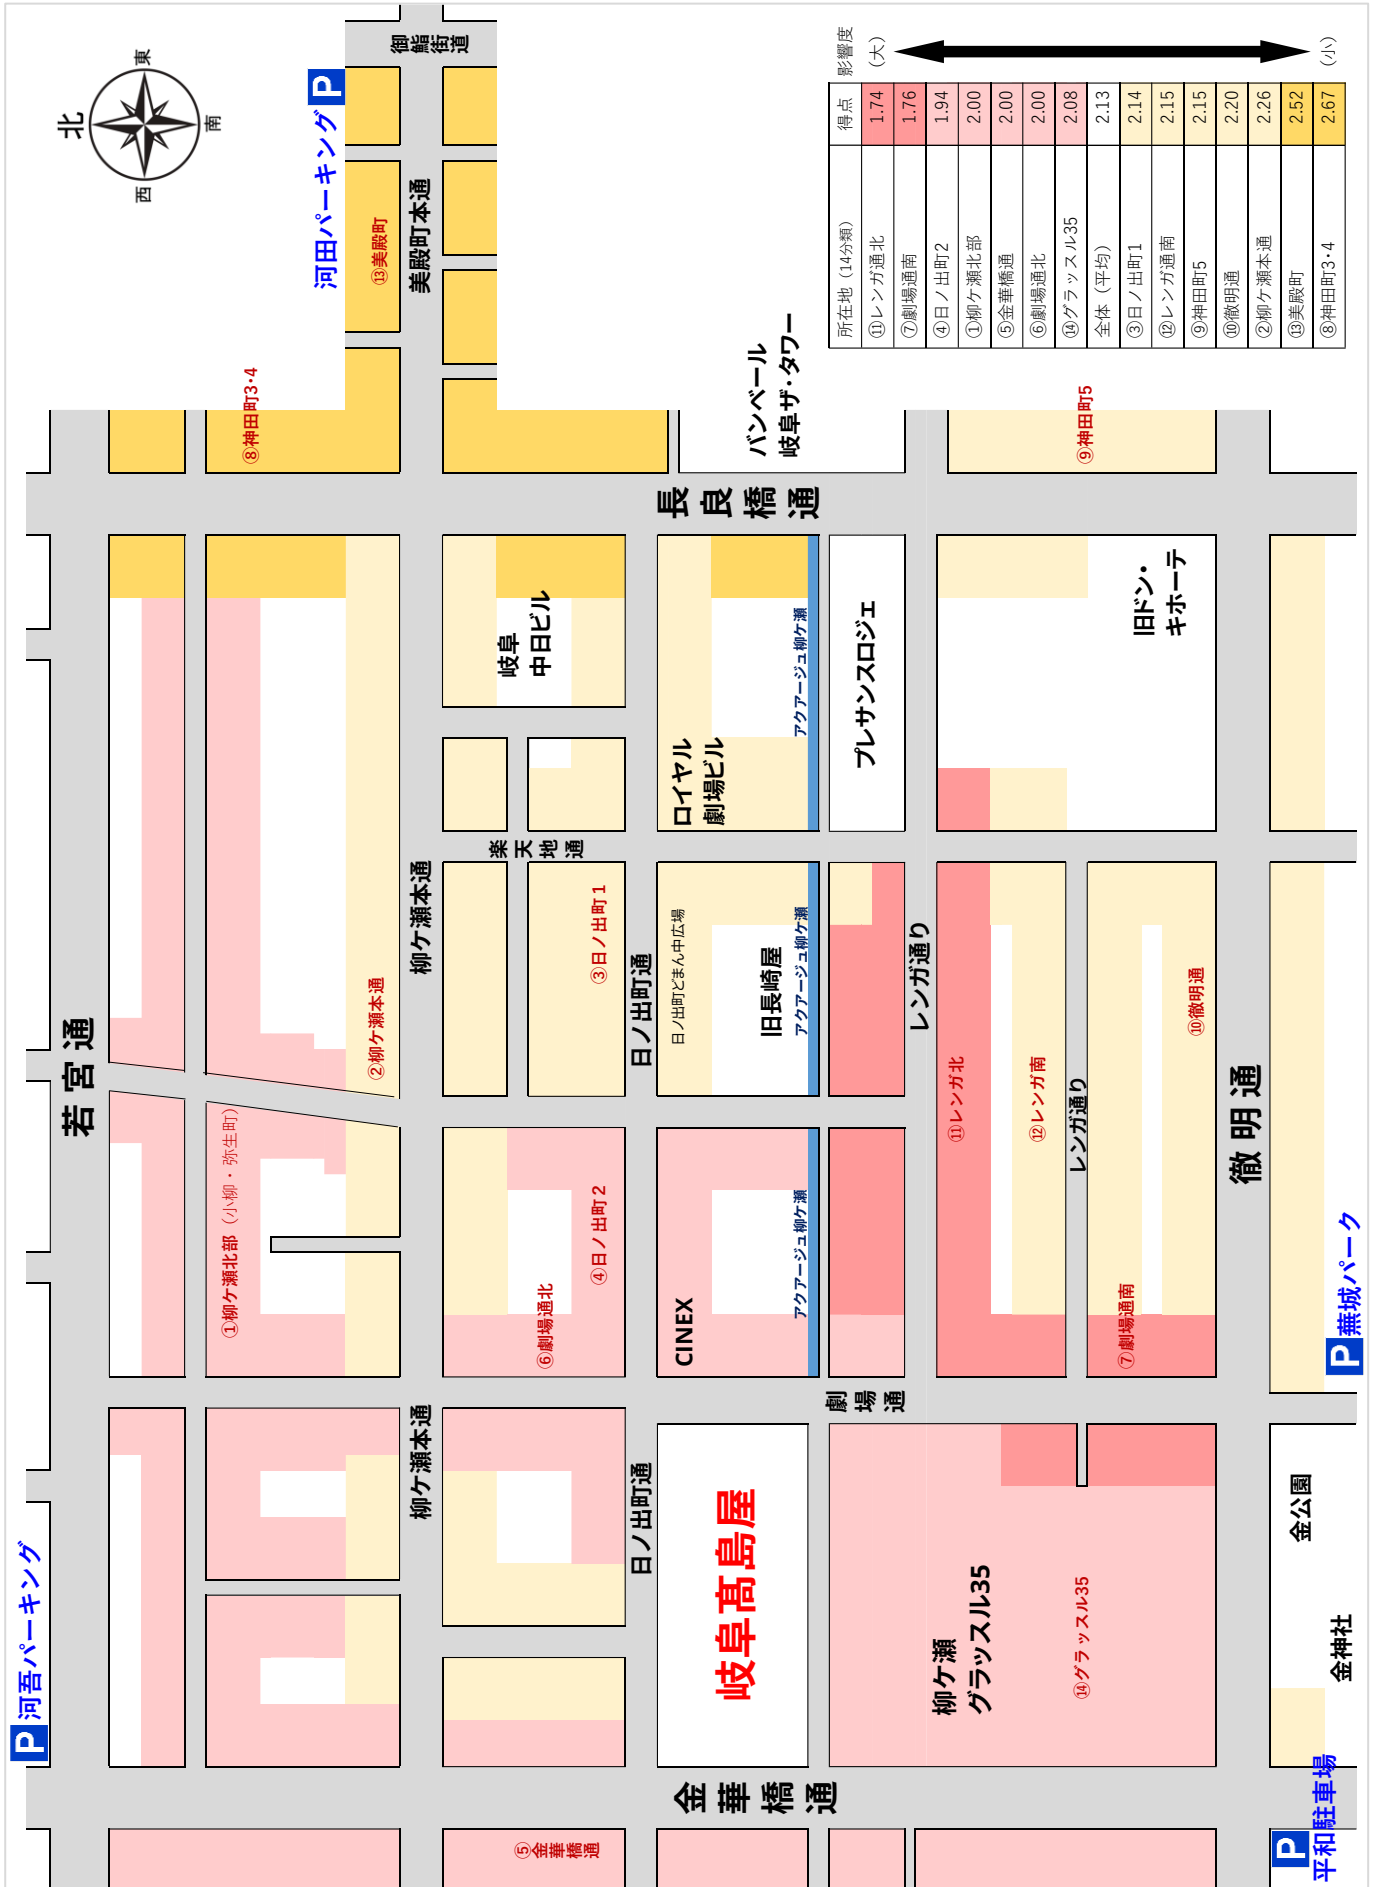 北
東
西
南
御鮨街道
P
河田パーキング
⑬美殿町
美殿町本通
⑧神田町3・4
バンベール
岐阜ザ・タワー
⑨神田町5
所在地（14分類） 得点 影響度
⑪レンガ通北 1.74 （大）
⑦劇場通南 1.76
④日ノ出町2 1.94
①柳ケ瀬北部 2.00
⑤金華橋通 2.00
⑥劇場通北 2.00
⑭グラッスル35 2.08
全体（平均） 2.13
③日ノ出町1 2.14
⑫レンガ通南 2.15
⑨神田町5 2.15
⑩徹明通 2.20
②柳ケ瀬本通 2.26
⑬美殿町 2.52
⑧神田町3・4 2.67 （小）
長良橋通
岐阜
中日ビル
ロイヤル
劇場ビル
アクアージュ柳ケ瀬
プレサンスロジェ
旧ドン・
キホーテ
楽天地通
若宮通
②柳ケ瀬本通
柳ケ瀬本通
③日ノ出町1
日ノ出町通
日ノ出町どまん中広場
旧長崎屋
アクアージュ柳ケ瀬
レンガ通り
⑪レンガ北
⑫レンガ南
レンガ通り
⑩徹明通
徹明通
①柳ケ瀬北部（小柳・弥生町）
⑥劇場通北
④日ノ出町2
CINEX
アクアージュ柳ケ瀬
⑦劇場通南
P
蕪城パーク
劇場通
柳ケ瀬本通
日ノ出町通
岐阜髙島屋
柳ケ瀬
グラッスル35
⑭グラッスル35
金公園
金神社
P
河吾パーキング
金華橋通
⑤金華橋通
P
平和駐車場